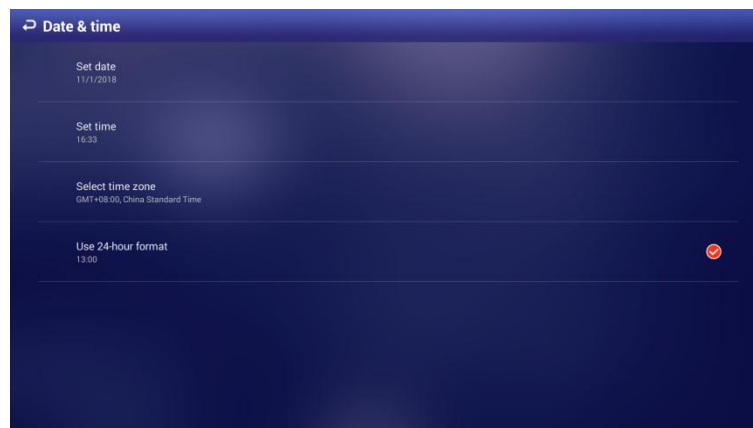 Date & time
Set date
11/1/2018
Set time
16:33
Select time zone
GMT+08:00, China Standard Time
Use 24-hour format
13:00